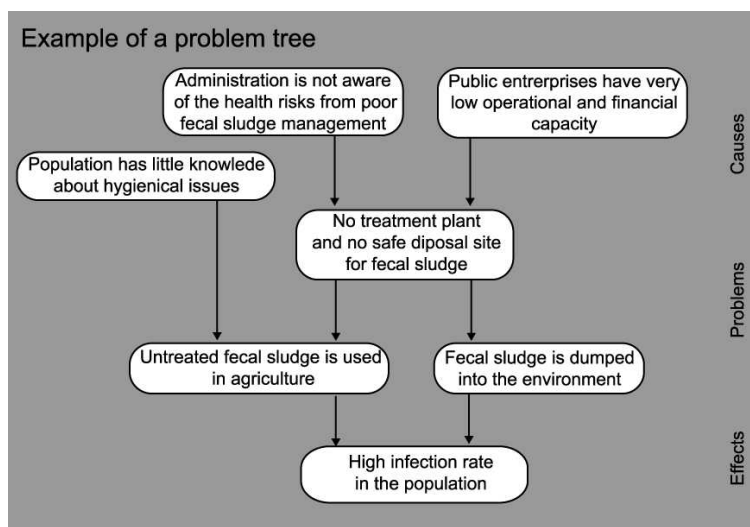 Example of a problem tree
Administration is not aware
of the health risks from poor
fecal sludge management
Public entrerprises have very
low operational and financial
capacity
Causes
Population has little knowlede
about hygienical issues
No treatment plant
and no safe diposal site
for fecal sludge
Problems
Untreated fecal sludge is used
in agriculture
Fecal sludge is dumped
into the environment
Effects
High infection rate
in the population